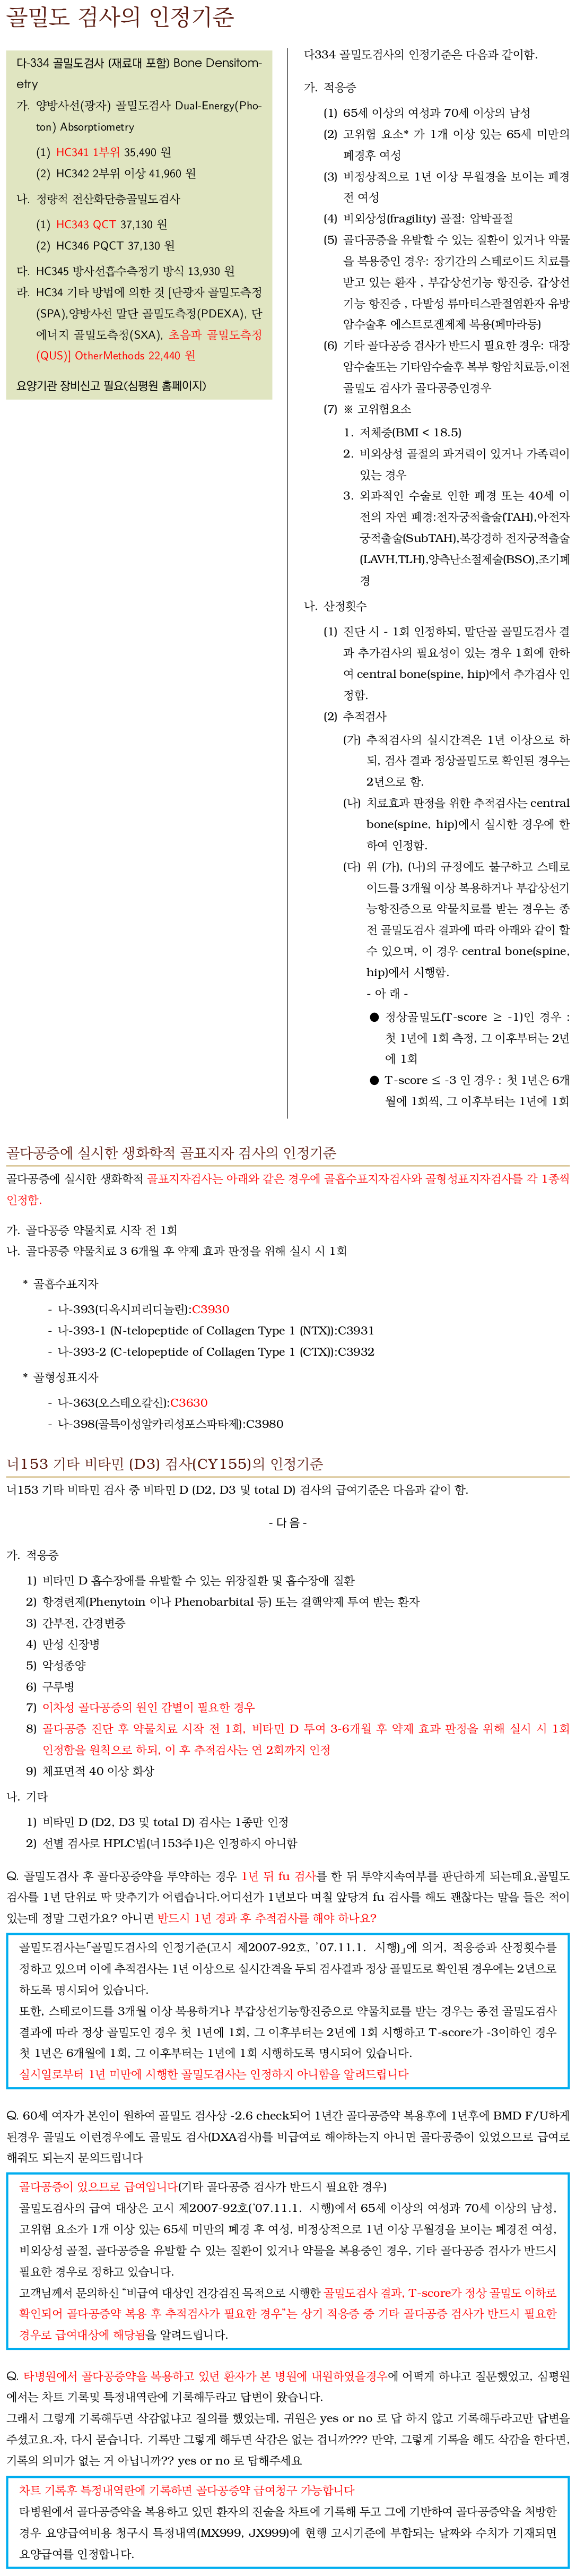 골밀도 검사의 인정기준
다-334 골밀도검사 [재료대 포함] Bone Densitom-
etry
가. 양방사선(광자) 골밀도검사 Dual-Energy(Pho-
ton) Absorptiometry
(1) HC341 1부위 35,490 원
(2) HC342 2부위 이상 41,960 원
나. 정량적 전산화단층골밀도검사
(1) HC343 QCT 37,130 원
(2) HC346 PQCT 37,130 원
다. HC345 방사선흡수측정기 방식 13,930 원
라. HC34 기타 방법에 의한 것 [단광자 골밀도측정
(SPA),양방사선 말단 골밀도측정(PDEXA), 단
에너지 골밀도측정(SXA), 초음파 골밀도측정
(QUS)] OtherMethods 22,440 원
요양기관 장비신고 필요(심평원 홈페이지)
다334 골밀도검사의 인정기준은 다음과 같이함.
가. 적응증
(1) 65세 이상의 여성과 70세 이상의 남성
(2) 고위험 요소* 가 1개 이상 있는 65세 미만의
폐경후 여성
(3) 비정상적으로 1년 이상 무월경을 보이는 폐경
전 여성
(4) 비외상성(fragility) 골절: 압박골절
(5) 골다공증을 유발할 수 있는 질환이 있거나 약물
을 복용중인 경우: 장기간의 스테로이드 치료를
받고 있는 환자 , 부갑상선기능 항진증, 갑상선
기능 항진증 , 다발성 류마티스관절염환자 유방
암수술후 에스트로겐제제 복용(페마라등)
(6) 기타 골다공증 검사가 반드시 필요한 경우: 대장
암수술또는 기타암수술후 복부 항암치료등,이전
골밀도 검사가 골다공증인경우
(7) ※ 고위험요소
1. 저체중(BMI < 18.5)
2. 비외상성 골절의 과거력이 있거나 가족력이
있는 경우
3. 외과적인 수술로 인한 폐경 또는 40세 이
전의 자연 폐경:전자궁적출술(TAH),아전자
궁적출술(SubTAH),복강경하 전자궁적출술
(LAVH,TLH),양측난소절제술(BSO),조기폐
경
나. 산정횟수
(1) 진단 시 - 1회 인정하되, 말단골 골밀도검사 결
과 추가검사의 필요성이 있는 경우 1회에 한하
여 central bone(spine, hip)에서 추가검사 인
정함.
(2) 추적검사
(가) 추적검사의 실시간격은 1년 이상으로 하
되, 검사 결과 정상골밀도로 확인된 경우는
2년으로 함.
(나) 치료효과 판정을 위한 추적검사는 central
bone(spine, hip)에서 실시한 경우에 한
하여 인정함.
(다) 위 (가), (나)의 규정에도 불구하고 스테로
이드를 3개월 이상 복용하거나 부갑상선기
능항진증으로 약물치료를 받는 경우는 종
전 골밀도검사 결과에 따라 아래와 같이 할
수 있으며, 이 경우 central bone(spine,
hip)에서 시행함.
- 아 래 -
● 정상골밀도(T-score ≥ -1)인 경우 :
첫 1년에 1회 측정, 그 이후부터는 2년
에 1회
● T-score ≤ -3 인 경우 : 첫 1년은 6개
월에 1회씩, 그 이후부터는 1년에 1회
골다공증에 실시한 생화학적 골표지자 검사의 인정기준
골다공증에 실시한 생화학적 골표지자검사는 아래와 같은 경우에 골흡수표지자검사와 골형성표지자검사를 각 1종씩
인정함.
가. 골다공증 약물치료 시작 전 1회
나. 골다공증 약물치료 3 6개월 후 약제 효과 판정을 위해 실시 시 1회
* 골흡수표지자
- 나-393(디옥시피리디놀린):C3930
- 나-393-1 (N-telopeptide of Collagen Type 1 (NTX)):C3931
- 나-393-2 (C-telopeptide of Collagen Type 1 (CTX)):C3932
* 골형성표지자
- 나-363(오스테오칼신):C3630
- 나-398(골특이성알카리성포스파타제):C3980
너153 기타 비타민 (D3) 검사(CY155)의 인정기준
너153 기타 비타민 검사 중 비타민 D (D2, D3 및 total D) 검사의 급여기준은 다음과 같이 함.
- 다 음 -
가. 적응증
1) 비타민 D 흡수장애를 유발할 수 있는 위장질환 및 흡수장애 질환
2) 항경련제(Phenytoin 이나 Phenobarbital 등) 또는 결핵약제 투여 받는 환자
3) 간부전, 간경변증
4) 만성 신장병
5) 악성종양
6) 구루병
7) 이차성 골다공증의 원인 감별이 필요한 경우
8) 골다공증 진단 후 약물치료 시작 전 1회, 비타민 D 투여 3-6개월 후 약제 효과 판정을 위해 실시 시 1회
인정함을 원칙으로 하되, 이 후 추적검사는 연 2회까지 인정
9) 체표면적 40 이상 화상
나. 기타
1) 비타민 D (D2, D3 및 total D) 검사는 1종만 인정
2) 선별 검사로 HPLC법(너153주1)은 인정하지 아니함
Q. 골밀도검사 후 골다공증약을 투약하는 경우 1년 뒤 fu 검사를 한 뒤 투약지속여부를 판단하게 되는데요,골밀도
검사를 1년 단위로 딱 맞추기가 어렵습니다.어디선가 1년보다 며칠 앞당겨 fu 검사를 해도 괜찮다는 말을 들은 적이
있는데 정말 그런가요? 아니면 반드시 1년 경과 후 추적검사를 해야 하나요?
골밀도검사는「골밀도검사의 인정기준(고시 제2007-92호, '07.11.1. 시행)」에 의거, 적응증과 산정횟수를
정하고 있으며 이에 추적검사는 1년 이상으로 실시간격을 두되 검사결과 정상 골밀도로 확인된 경우에는 2년으로
하도록 명시되어 있습니다.
또한, 스테로이드를 3개월 이상 복용하거나 부갑상선기능항진증으로 약물치료를 받는 경우는 종전 골밀도검사
결과에 따라 정상 골밀도인 경우 첫 1년에 1회, 그 이후부터는 2년에 1회 시행하고 T-score가 -3이하인 경우
첫 1년은 6개월에 1회, 그 이후부터는 1년에 1회 시행하도록 명시되어 있습니다.
실시일로부터 1년 미만에 시행한 골밀도검사는 인정하지 아니함을 알려드립니다
Q. 60세 여자가 본인이 원하여 골밀도 검사상 -2.6 check되어 1년간 골다공증약 복용후에 1년후에 BMD F/U하게
된경우 골밀도 이런경우에도 골밀도 검사(DXA검사)를 비급여로 해야하는지 아니면 골다공증이 있었으므로 급여로
해줘도 되는지 문의드립니다
골다공증이 있으므로 급여입니다(기타 골다공증 검사가 반드시 필요한 경우)
골밀도검사의 급여 대상은 고시 제2007-92호('07.11.1. 시행)에서 65세 이상의 여성과 70세 이상의 남성,
고위험 요소가 1개 이상 있는 65세 미만의 폐경 후 여성, 비정상적으로 1년 이상 무월경을 보이는 폐경전 여성,
비외상성 골절, 골다공증을 유발할 수 있는 질환이 있거나 약물을 복용중인 경우, 기타 골다공증 검사가 반드시
필요한 경우로 정하고 있습니다.
고객님께서 문의하신 "비급여 대상인 건강검진 목적으로 시행한 골밀도검사 결과, T-score가 정상 골밀도 이하로
확인되어 골다공증약 복용 후 추적검사가 필요한 경우"는 상기 적응증 중 기타 골다공증 검사가 반드시 필요한
경우로 급여대상에 해당됨을 알려드립니다.
Q. 타병원에서 골다공증약을 복용하고 있던 환자가 본 병원에 내원하였을경우에 어떻게 하냐고 질문했었고, 심평원
에서는 차트 기록및 특정내역란에 기록해두라고 답변이 왔습니다.
그래서 그렇게 기록해두면 삭감없냐고 질의를 했었는데, 귀원은 yes or no 로 답 하지 않고 기록해두라고만 답변을
주셨고요.자, 다시 묻습니다. 기록만 그렇게 해두면 삭감은 없는 겁니까??? 만약, 그렇게 기록을 해도 삭감을 한다면,
기록의 의미가 없는 거 아닙니까?? yes or no 로 답해주세요
차트 기록후 특정내역란에 기록하면 골다공증약 급여청구 가능합니다
타병원에서 골다공증약을 복용하고 있던 환자의 진술을 차트에 기록해 두고 그에 기반하여 골다공증약을 처방한
경우 요양급여비용 청구시 특정내역(MX999, JX999)에 현행 고시기준에 부합되는 날짜와 수치가 기재되면
요양급여를 인정합니다.